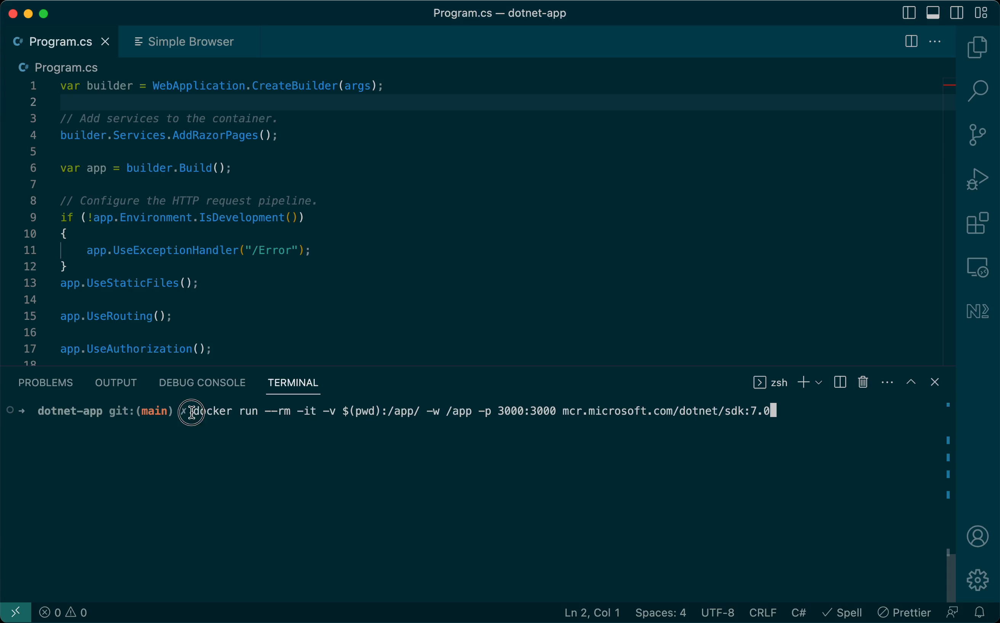 Program.cs — dotnet-app
C# Program.cs
Simple Browser
C# Program.cs
1 var builder = WebApplication.CreateBuilder(args);
2
3 // Add services to the container.
4 builder.Services.AddRazorPages();
5
6 var app = builder.Build();
7
8 // Configure the HTTP request pipeline.
9 if (!app.Environment.IsDevelopment())
10 {
11 app.UseExceptionHandler("/Error");
12 }
13 app.UseStaticFiles();
14
15 app.UseRouting();
16
17 app.UseAuthorization();
18
PROBLEMS OUTPUT DEBUG CONSOLE TERMINAL zsh
➜ dotnet-app git:(main) ✗ docker run --rm -it -v $(pwd):/app/ -w /app -p 3000:3000 mcr.microsoft.com/dotnet/sdk:7.0
0 0 Ln 2, Col 1 Spaces: 4 UTF-8 CRLF C# Spell Prettier